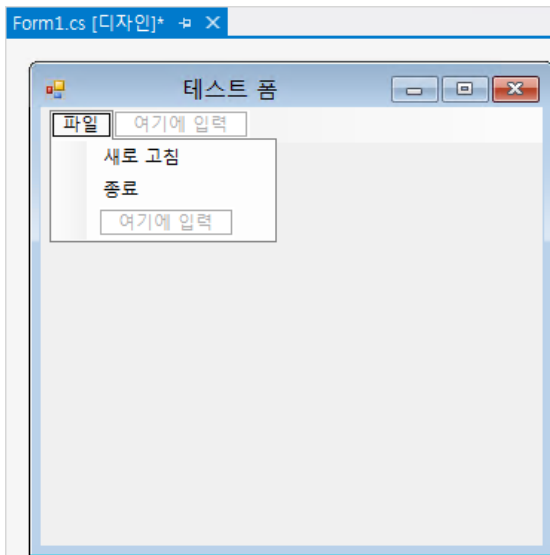 Form1.cs [디자인]*
테스트 폼
파일 여기에 입력
새로 고침
종료
여기에 입력